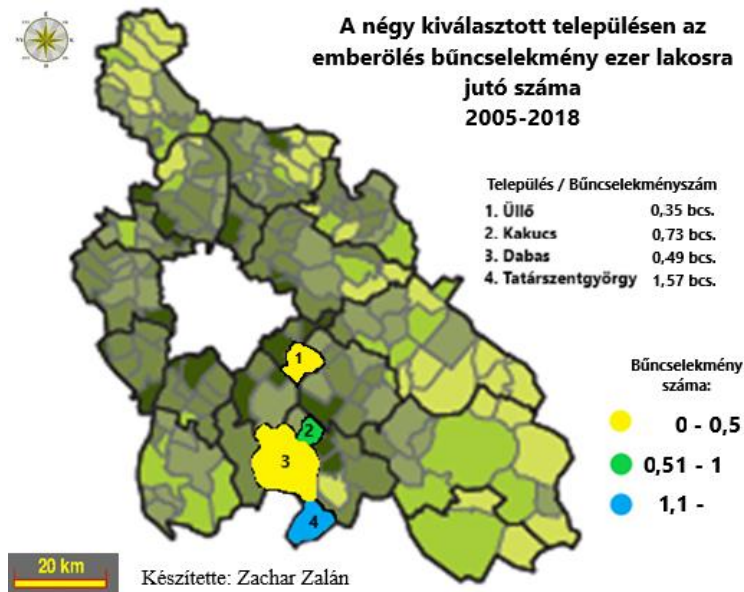 A négy kiválasztott településen az
emberölés bűncselekmény ezer lakosra
jutó száma
2005-2018
Település / Bűncselekményszám
1. Üllő 0,35 bcs.
2. Kakucs 0,73 bcs.
3. Dabas 0,49 bcs.
4. Tatárszentgyörgy 1,57 bcs.
1
2
3
4
Bűncselekmény
száma:
0 - 0,5
0,51 - 1
1,1 -
20 km
Készítette: Zachar Zalán